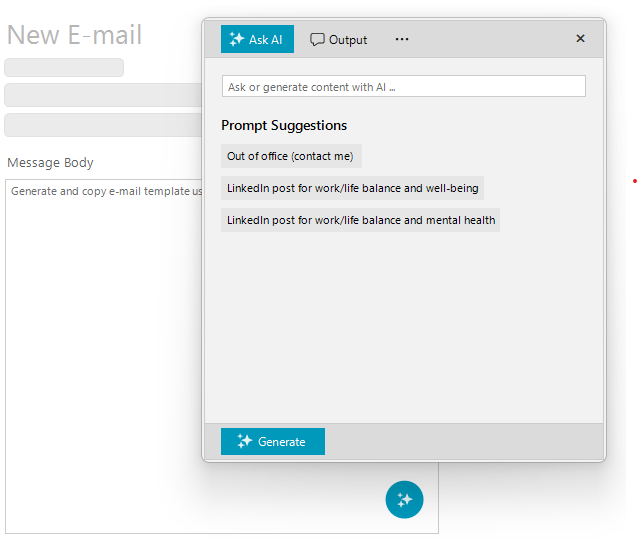 New E-mail
Message Body
Generate and copy e-mail template us
Ask AI
Output
Ask or generate content with AI ...
Prompt Suggestions
Out of office (contact me)
LinkedIn post for work/life balance and well-being
LinkedIn post for work/life balance and mental health
Generate